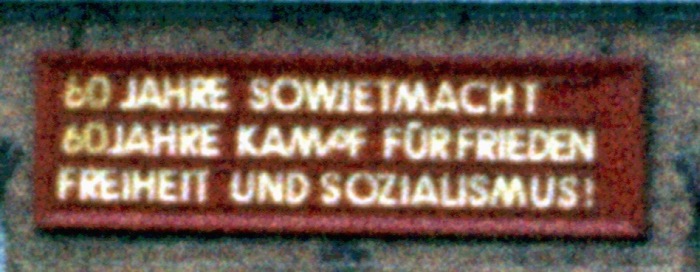 60 JAHRE SOWJETMACHT
60 JAHRE KAMPF FÜR FRIEDEN
FREIHEIT UND SOZIALISMUS!